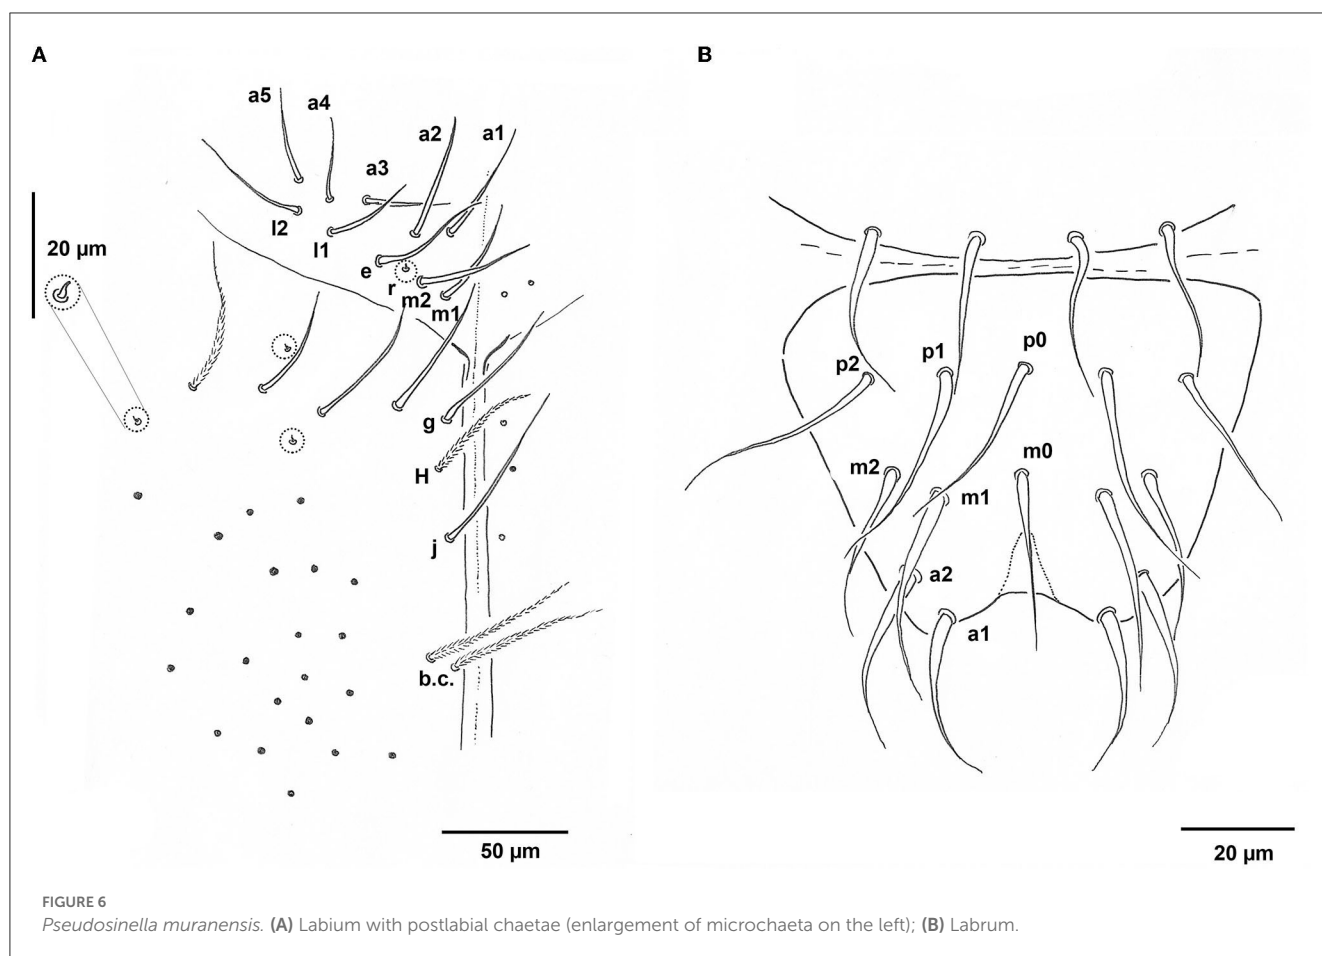 A
B
a5
a4
a2
a1
a3
l2
l1
e
r
m2
m1
20 µm
g
H
j
b.c.
50 µm
p2
p1
p0
m2
m1
m0
a2
a1
20 µm
FIGURE 6
Pseudosinella muranensis. (A) Labium with postlabial chaetae (enlargement of microchaeta on the left); (B) Labrum.